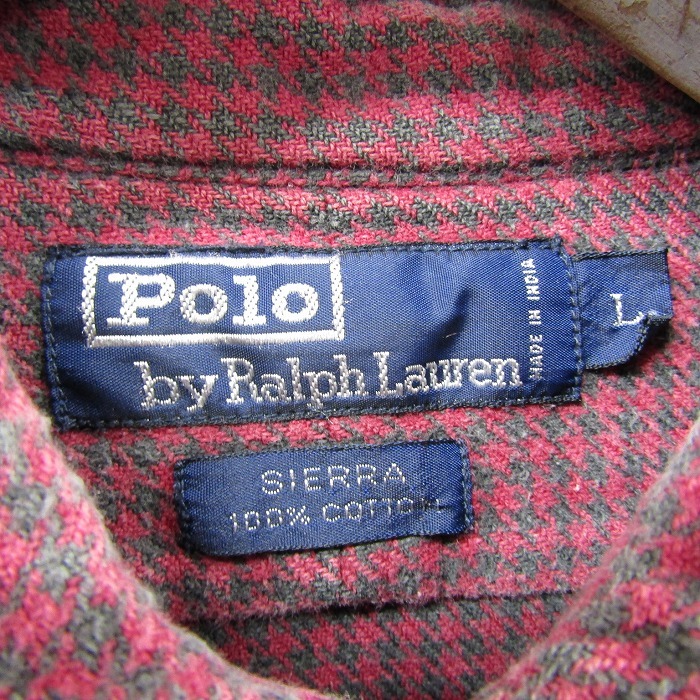 Polo
by Ralph Lauren
MADE IN INDIA
L
SIERRA
100% COTTON